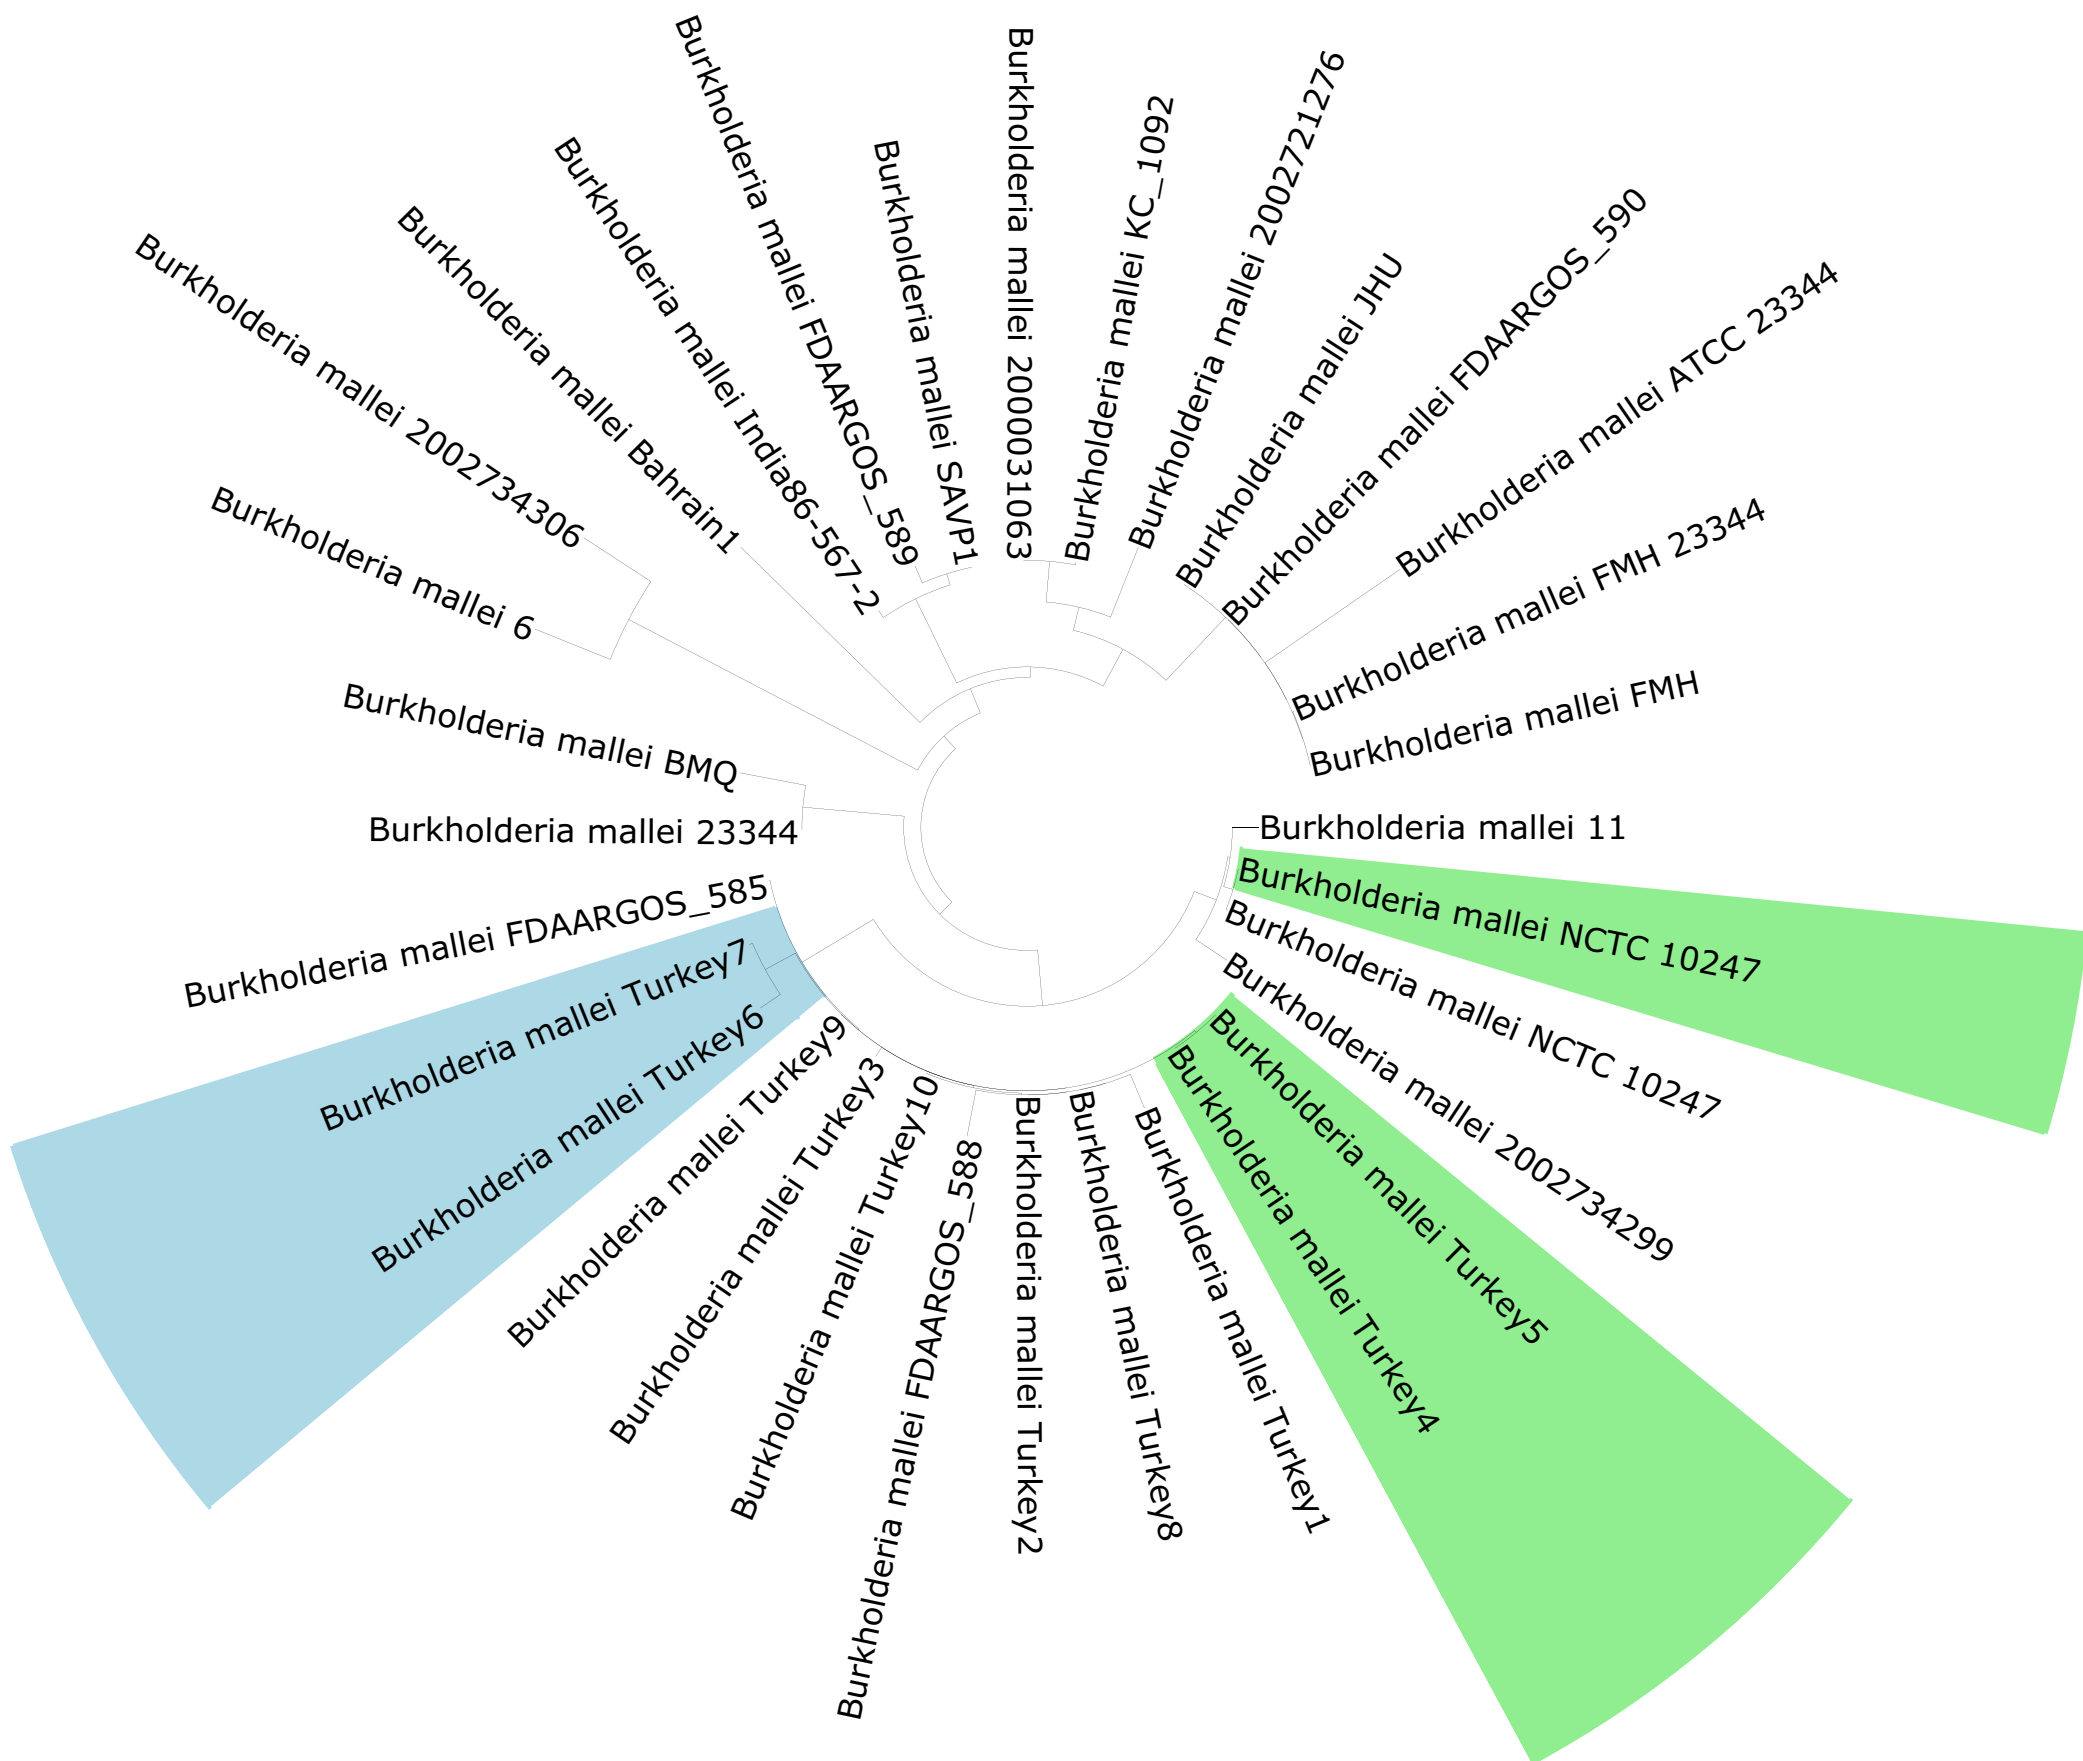 Burkholderia mallei 2000031063
Burkholderia mallei KC_1092
Burkholderia mallei 2002721276
Burkholderia mallei JHU
Burkholderia mallei FDAARGOS_590
Burkholderia mallei ATCC 23344
Burkholderia mallei FMH 23344
Burkholderia mallei FMH
Burkholderia mallei 11
Burkholderia mallei NCTC 10247
Burkholderia mallei NCTC 10247
Burkholderia mallei 2002734299
Burkholderia mallei Turkey5
Burkholderia mallei Turkey4
Burkholderia mallei Turkey1
Burkholderia mallei Turkey8
Burkholderia mallei Turkey2
Burkholderia mallei FDAARGOS_588
Burkholderia mallei Turkey10
Burkholderia mallei Turkey3
Burkholderia mallei Turkey9
Burkholderia mallei Turkey6
Burkholderia mallei Turkey7
Burkholderia mallei FDAARGOS_585
Burkholderia mallei 23344
Burkholderia mallei BMQ
Burkholderia mallei 6
Burkholderia mallei 2002734306
Burkholderia mallei Bahrain1
Burkholderia mallei India86-567-2
Burkholderia mallei FDAARGOS_589
Burkholderia mallei SAVP1